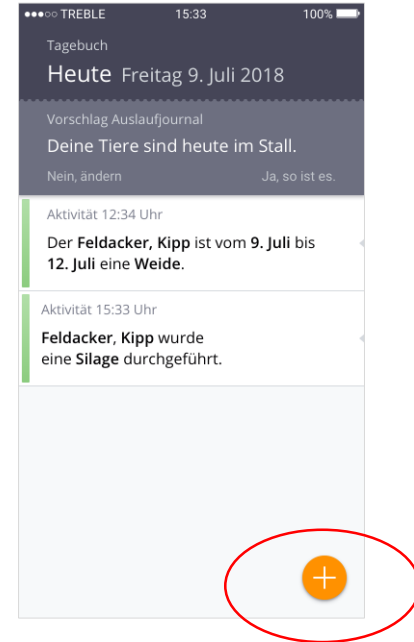 TREBLE 15:33 100%
Tagebuch
Heute Freitag 9. Juli 2018
Vorschlag Auslaufjournal
Deine Tiere sind heute im Stall.
Nein, ändern Ja, so ist es.
Aktivität 12:34 Uhr
Der Feldacker, Kipp ist vom 9. Juli bis
12. Juli eine Weide.
Aktivität 15:33 Uhr
Feldacker, Kipp wurde
eine Silage durchgeführt.